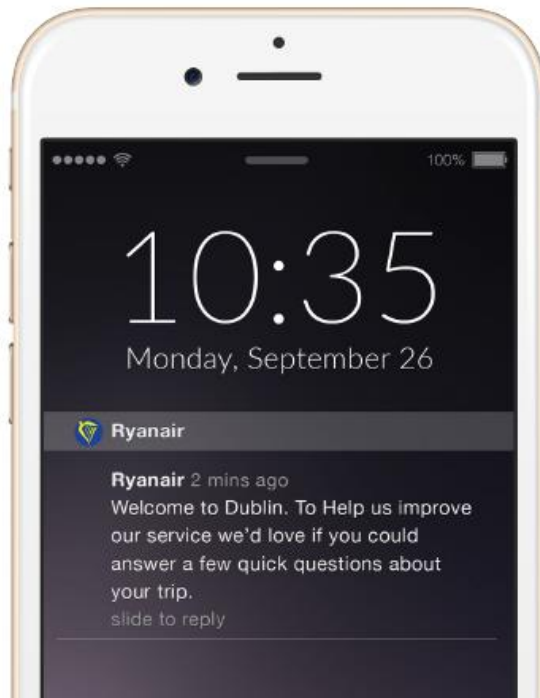 100%
10:35
Monday, September 26
Ryanair
Ryanair 2 mins ago
Welcome to Dublin. To Help us improve
our service we'd love if you could
answer a few quick questions about
your trip.
slide to reply